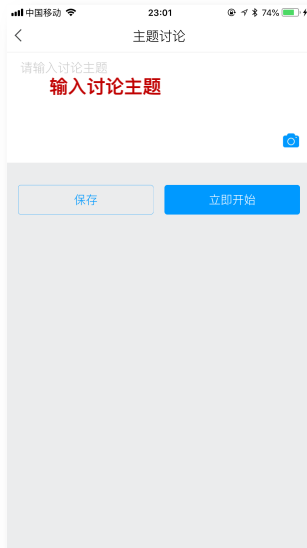 中国移动 23:01 74%
主题讨论
请输入讨论主题
输入讨论主题
保存 立即开始